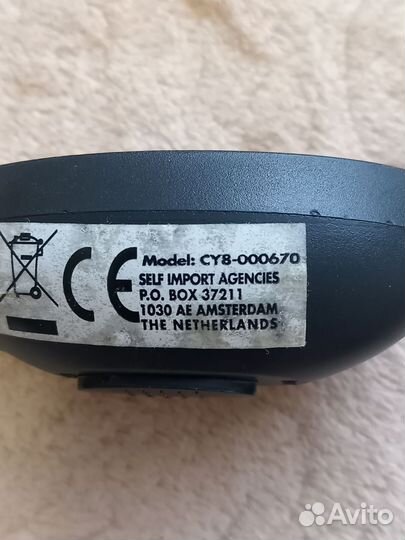 CE Model: CY8-000670
SELF IMPORT AGENCIES
P.O. BOX 37211
1030 AE AMSTERDAM
THE NETHERLANDS
Avito